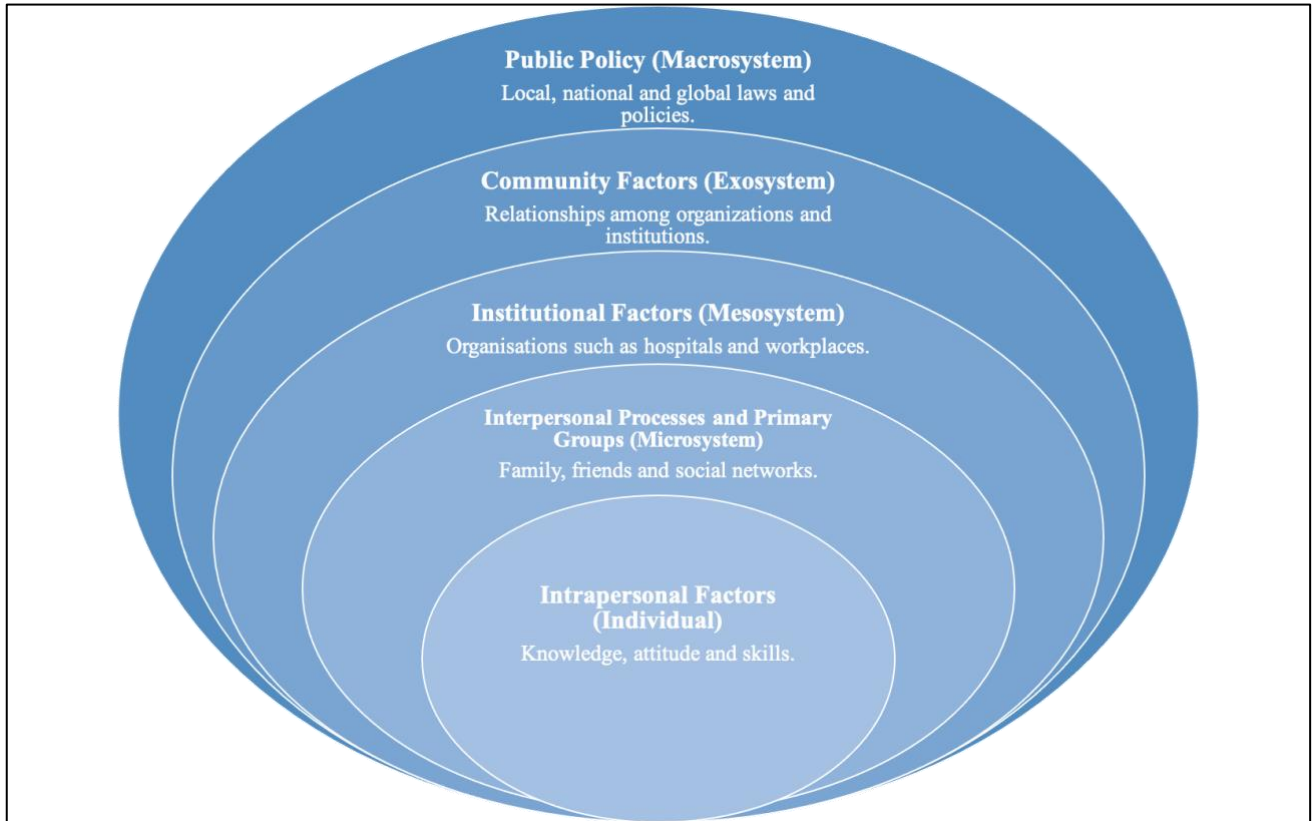 Public Policy (Macrosystem)
Local, national and global laws and
policies.
Community Factors (Exosystem)
Relationships among organizations and
institutions.
Institutional Factors (Mesosystem)
Organisations such as hospitals and workplaces.
Interpersonal Processes and Primary
Groups (Microsystem)
Family, friends and social networks.
Intrapersonal Factors
(Individual)
Knowledge, attitude and skills.